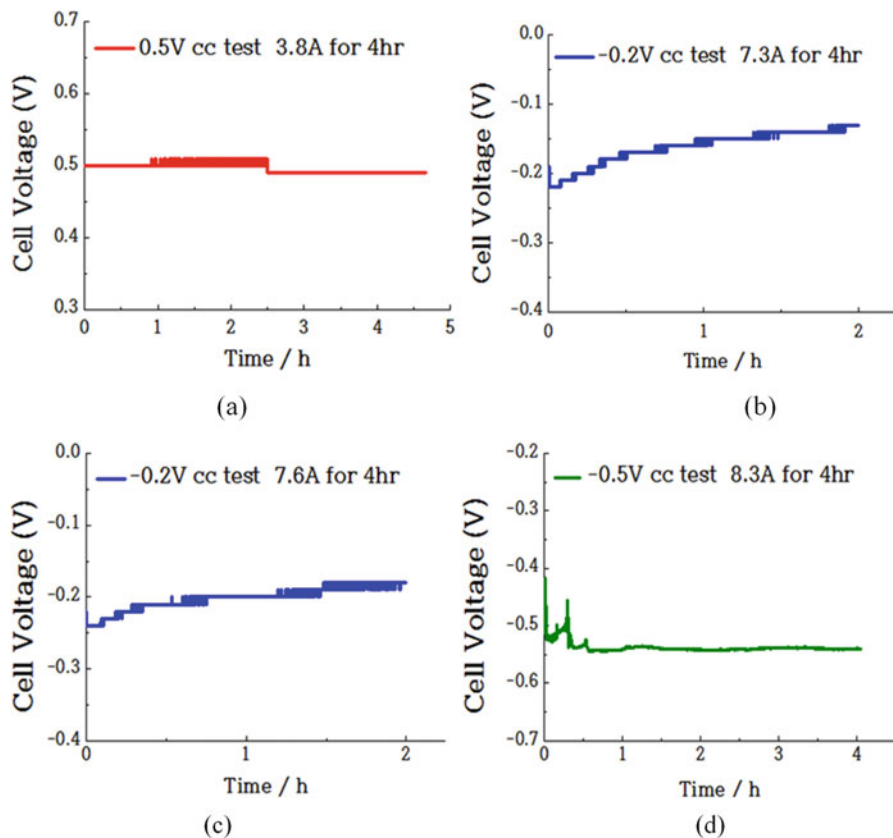 0.7
0.5V cc test 3.8A for 4hr
0.6
0.5
0.4
0.3
Cell Voltage (V)
0 1 2 3 4 5
Time / h
(a)
0.0
-0.2V cc test 7.3A for 4hr
-0.1
-0.2
-0.3
-0.4
Cell Voltage (V)
0 1 2
Time / h
(b)
0.0
-0.2V cc test 7.6A for 4hr
-0.1
-0.2
-0.3
-0.4
Cell Voltage (V)
0 1 2
Time / h
(c)
-0.2
-0.5V cc test 8.3A for 4hr
-0.3
-0.4
-0.5
-0.6
-0.7
Cell Voltage (V)
0 1 2 3 4
Time / h
(d)